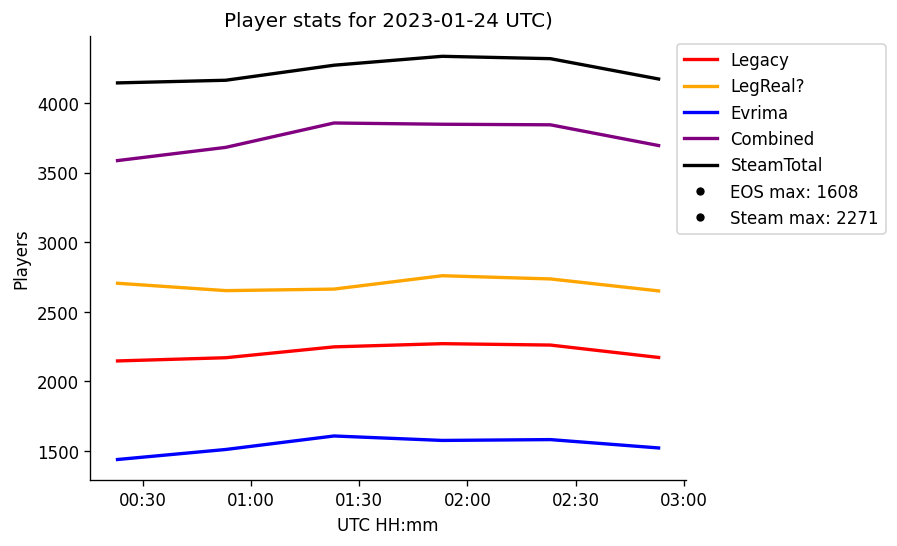 Player stats for 2023-01-24 UTC)
Legacy
LegReal?
Evrima
Combined
SteamTotal
EOS max: 1608
Steam max: 2271
Players
4000
3500
3000
2500
2000
1500
00:30 01:00 01:30 02:00 02:30 03:00
UTC HH:mm